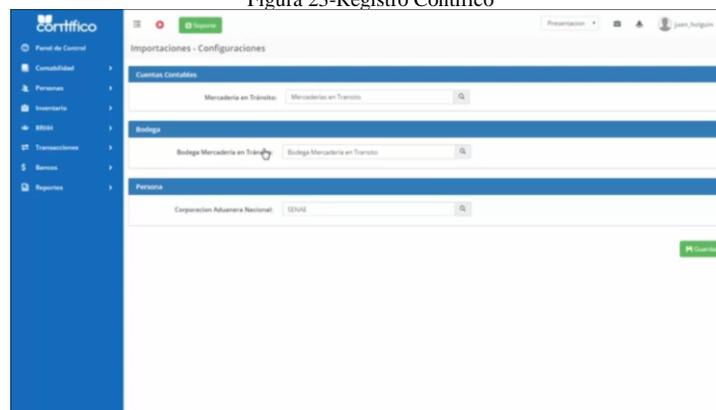 Figura 23-Registro Contifico
contífico
Soporte
Presentacion
juan_holguin
Panel de Control
Contabilidad
Personas
Inventario
RRHH
Transacciones
Bancos
Reportes
Importaciones - Configuraciones
Cuentas Contables
Mercadería en Tránsito: Mercaderías en Transito
Bodega
Bodega Mercadería en Tránsito: Bodega Mercadería en Transito
Persona
Corporacion Aduanera Nacional: SENAE
Guardar